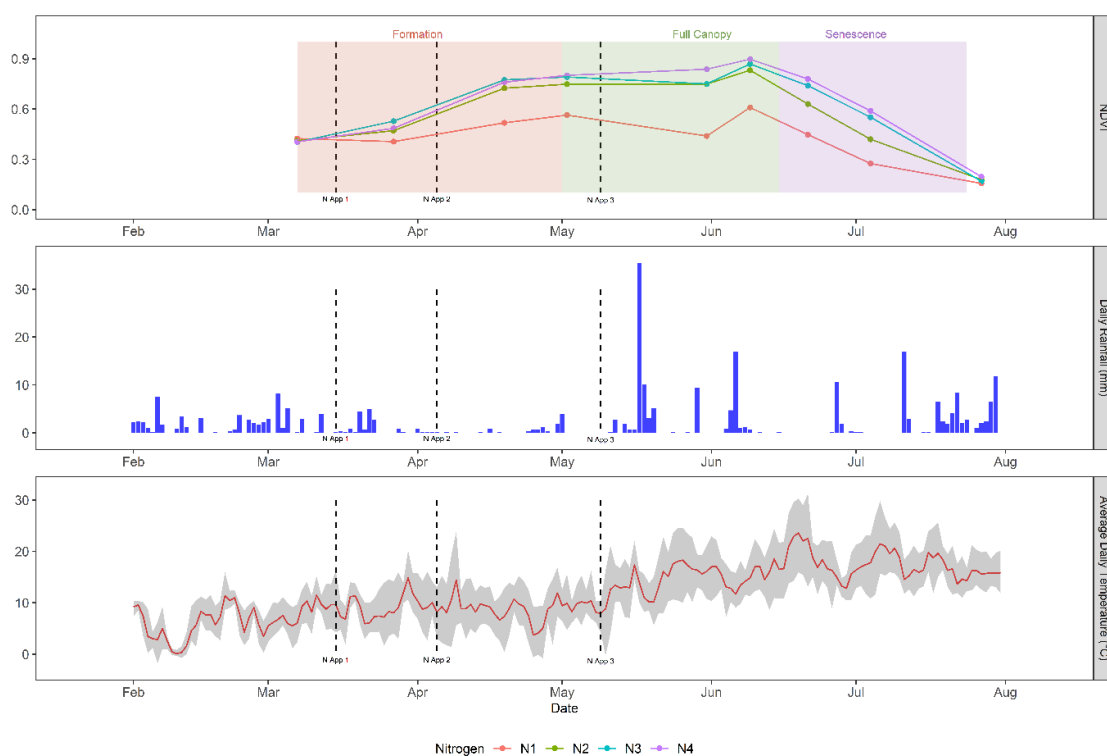 Formation Full Canopy Senescence
0.9
0.6
0.3
0.0
NDVI
N App 1 N App 2 N App 3
Feb Mar Apr May Jun Jul Aug
30
20
10
0
Daily Rainfall (mm)
N App 1 N App 2 N App 3
Feb Mar Apr May Jun Jul Aug
30
20
10
0
Average Daily Temperature (°C)
N App 1 N App 2 N App 3
Feb Mar Apr May Jun Jul Aug
Date
Nitrogen N1 N2 N3 N4